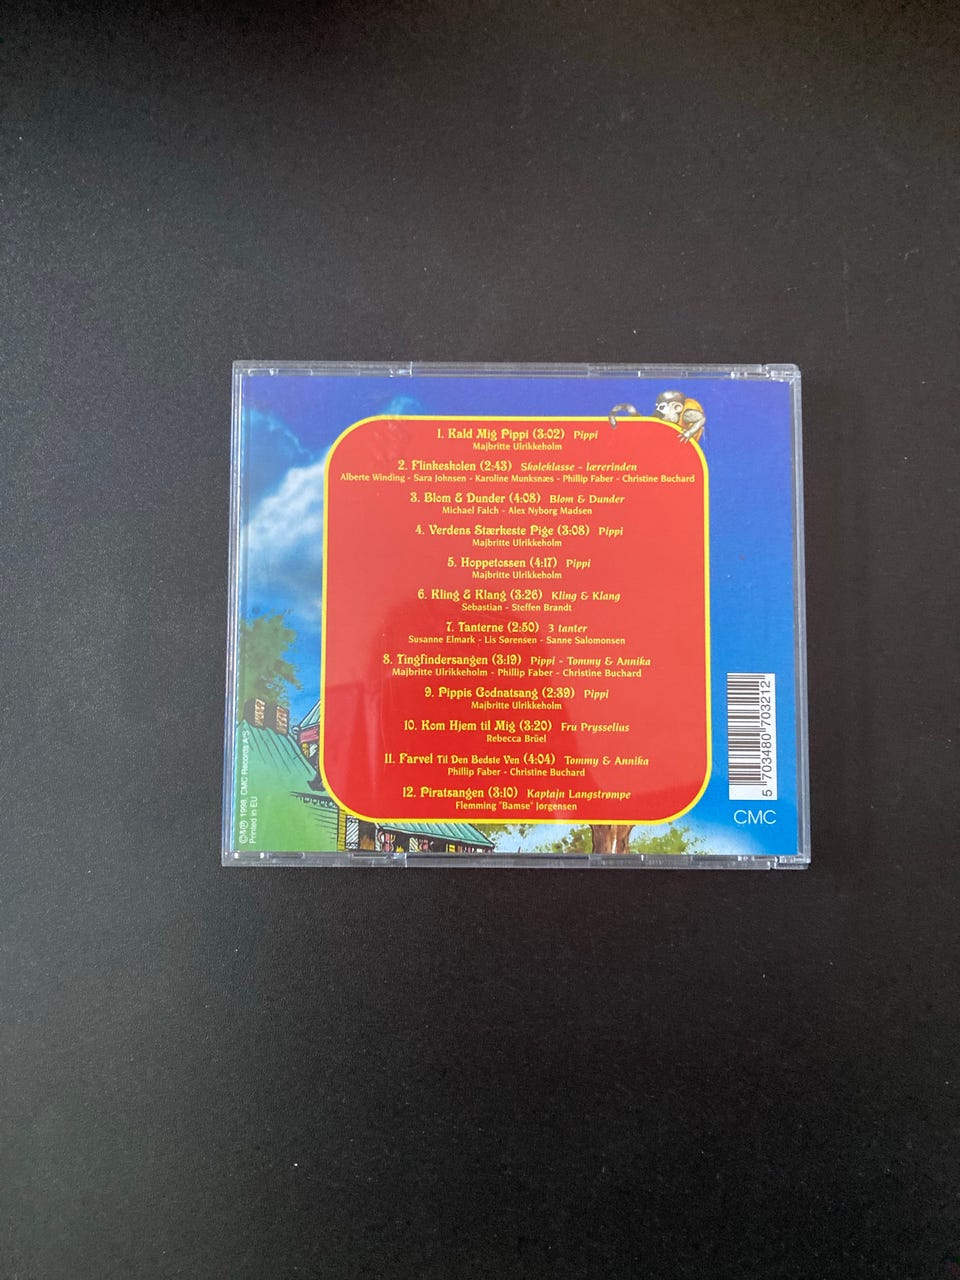 1. Kald Mig Pippi (3:02) Pippi
Majbritte Ulrikkeholm
2. Flinkeskolen (2:43) Skoleklasse - lærerinden
Alberte Winding - Sara Johnsen - Karoline Munksnæs - Phillip Faber - Christine Buchard
3. Blom & Dunder (4:08) Blom & Dunder
Michael Falch - Alex Nyborg Madsen
4. Verdens Stærkeste Pige (3:08) Pippi
Majbritte Ulrikkeholm
5. Hoppetossen (4:17) Pippi
Majbritte Ulrikkeholm
6. Kling & Klang (3:26) Kling & Klang
Sebastian - Steffen Brandt
7. Tanterne (2:50) 3 tanter
Susanne Elmark - Lis Sørensen - Sanne Salomonsen
8. Tingfindersangen (3:19) Pippi - Tommy & Annika
Majbritte Ulrikkeholm - Phillip Faber - Christine Buchard
9. Pippis Godnatsang (2:39) Pippi
Majbritte Ulrikkeholm
10. Kom Hjem til Mig (3:20) Fru Prysselius
Rebecca Brüel
11. Farvel Til Den Bedste Ven (4:04) Tommy & Annika
Phillip Faber - Christine Buchard
12. Piratsangen (3:10) Kaptajn Langstrømpe
Flemming "Bamse" Jørgensen
5 703480 703212
CMC
©&℗ 1998. CMC Records A/S
Printed in EU